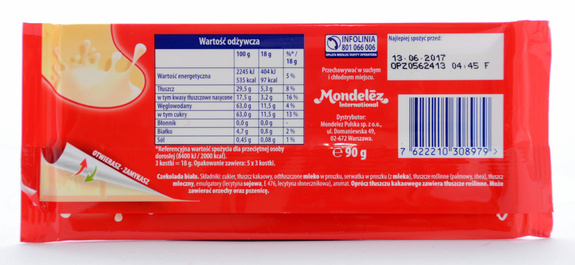 Wartość odżywcza
100 g 18 g %*/ 18 g
Wartość energetyczna 2245 kJ 535 kcal 404 kJ 97 kcal 5 %
Tłuszcz 29,5 g 5,3 g 8 %
w tym kwasy tłuszczowe nasycone 17,5 g 3,2 g 16 %
Węglowodany 63,0 g 11,5 g 4 %
w tym cukry 63,0 g 11,5 g 13 %
Błonnik 0,0 g 0,0 g -
Białko 4,7 g 0,8 g 2 %
Sól 0,45 g 0,08 g 1 %
*Referencyjna wartość spożycia dla przeciętnej osoby
dorosłej (8400 kJ / 2000 kcal).
3 kostki = 18 g. Opakowanie zawiera: 5 x 3 kostki.
OTWIERASZ - ZAMYKASZ
INFOLINIA
801 066 006
OPŁATA WEDŁUG TARYFY OPERATORA
Przechowywać w suchym
i chłodnym miejscu.
Mondelēz
International
Dystrybutor:
Mondelez Polska sp. z o.o.,
ul. Domaniewska 49,
02-672 Warszawa.
℮ 90 g
Najlepiej spożyć przed:
13.06.2017
OPZ0562413 04:45 F
7 622210 308979 >
Czekolada biała. Składniki: cukier, tłuszcz kakaowy, odtłuszczone mleko w proszku, serwatka w proszku (z mleka), tłuszcze roślinne (palmowy, shea), tłuszcz
mleczny, emulgatory (lecytyna sojowa, E 476, lecytyna słonecznikowa), aromat. Oprócz tłuszczu kakaowego zawiera tłuszcze roślinne. Może
zawierać orzechy oraz pszenicę.